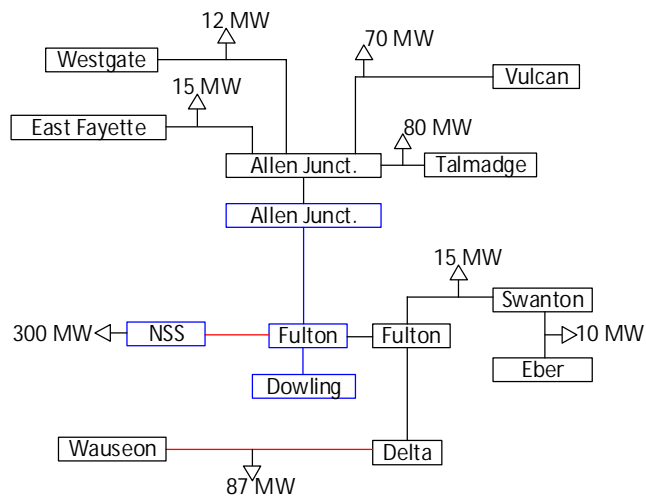 12 MW
70 MW
Westgate
Vulcan
15 MW
East Fayette
80 MW
Allen Junct.
Talmadge
Allen Junct.
15 MW
Swanton
300 MW
NSS
Fulton
Fulton
10 MW
Eber
Dowling
Wauseon
Delta
87 MW